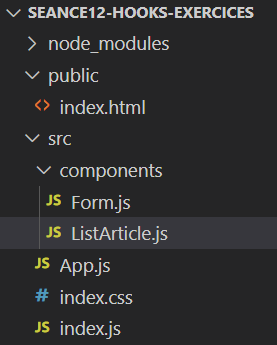 SEANCE12-HOOKS-EXERCICES
node_modules
public
<> index.html
src
components
JS Form.js
JS ListArticle.js
JS App.js
# index.css
JS index.js